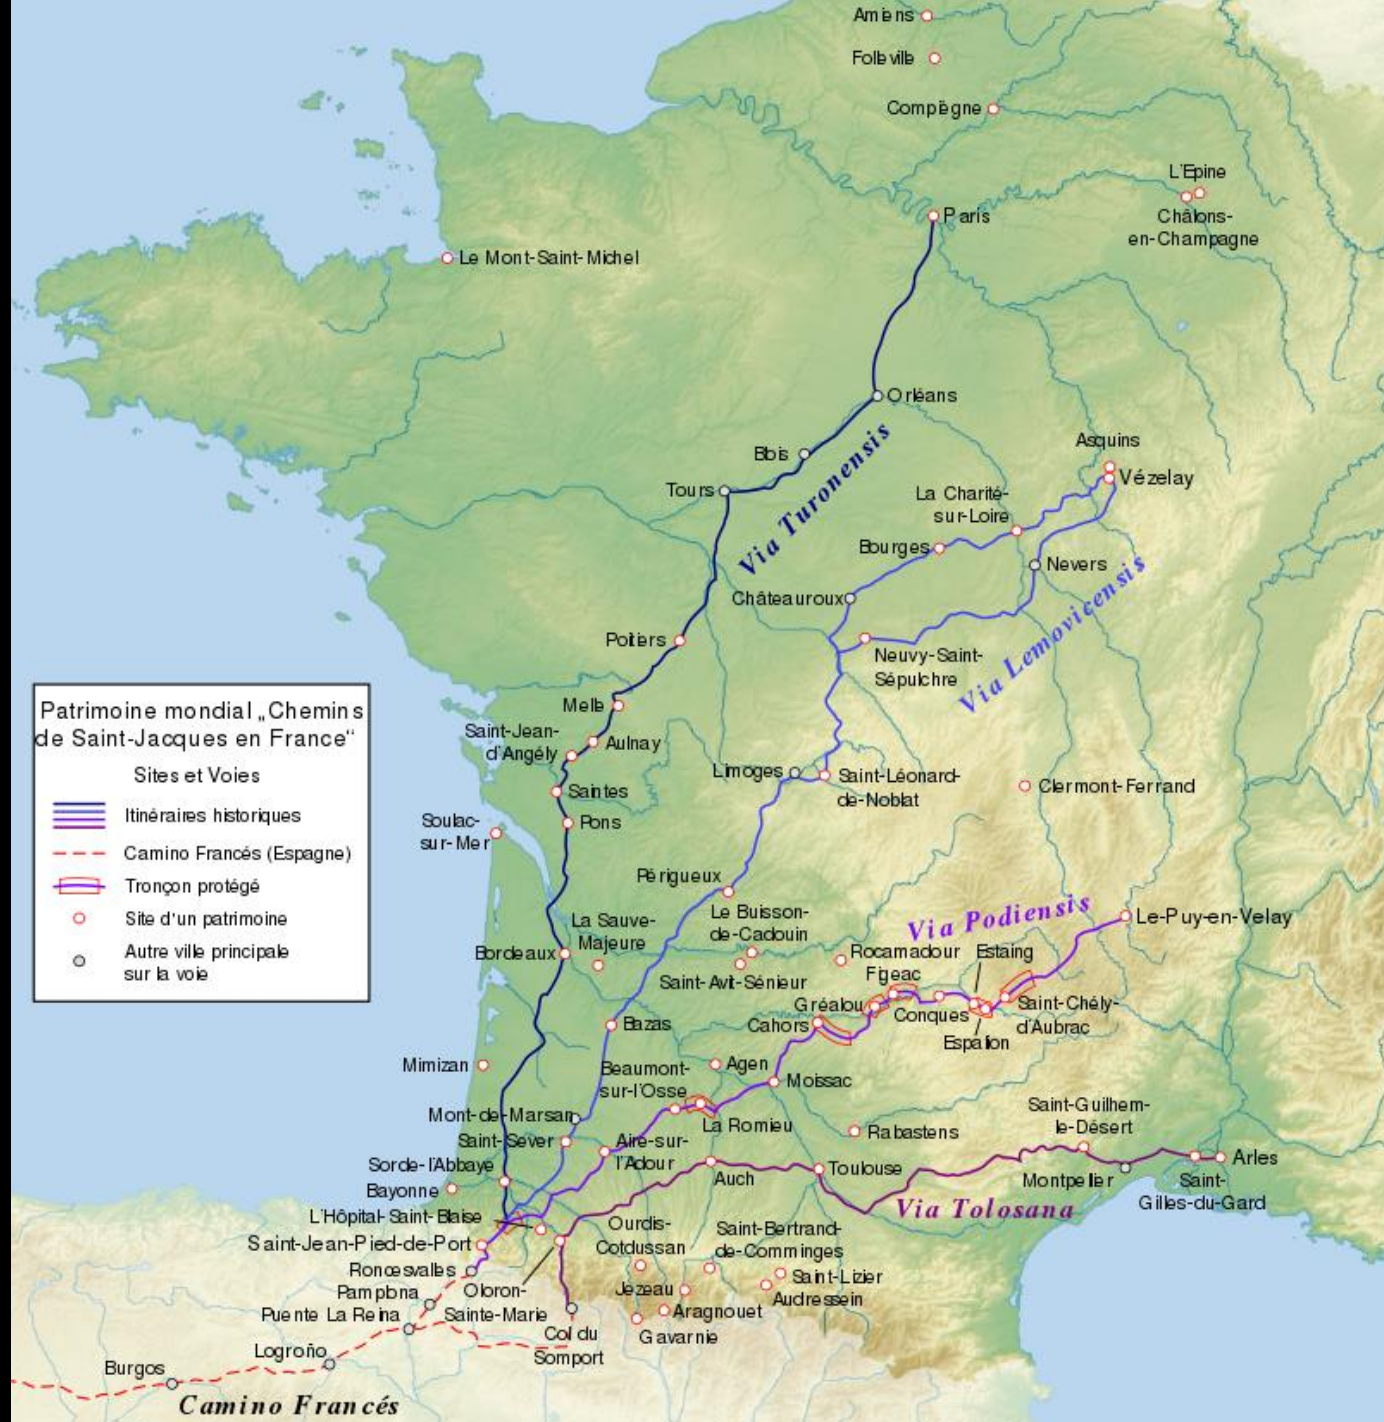 Amiens
Folleville
Compiègne
L'Epine
Châlons-
en-Champagne
Paris
Le Mont-Saint-Michel
Orléans
Blois
Tours
Via Turonensis
Asquins
Vézelay
La Charité-
sur-Loire
Bourges
Nevers
Châteauroux
Via Lemovicensis
Poitiers
Neuvy-Saint-
Sépulchre
Melle
Saint-Jean-
d'Angély
Aulnay
Limoges
Saint-Léonard-
de-Noblat
Clermont-Ferrand
Saintes
Pons
Soulac-
sur-Mer
Patrimoine mondial „Chemins
de Saint-Jacques en France“
Sites et Voies
Itinéraires historiques
Camino Francés (Espagne)
Tronçon protégé
Site d'un patrimoine
Autre ville principale
sur la voie
Périgueux
Le Buisson-
de-Cadouin
La Sauve-
Majeure
Via Podiensis
Le-Puy-en-Velay
Bordeaux
Saint-Avit-Sénieur
Rocamadour
Estaing
Figeac
Gréalou
Conques
Saint-Chély-
d'Aubrac
Cahors
Espalion
Bazas
Mimizan
Beaumont-
sur-l'Osse
Agen
Moissac
Mont-de-Marsan
La Romieu
Saint-Guilhem-
le-Désert
Rabastens
Saint-Sever
Aire-sur-
l'Adour
Sorde-l'Abbaye
Auch
Toulouse
Montpellier
Saint-
Gilles-du-Gard
Arles
Bayonne
Via Tolosana
L'Hôpital-Saint-Blaise
Ourdis-
Cotdussan
Saint-Bertrand-
de-Comminges
Saint-Jean-Pied-de-Port
Roncesvalles
Saint-Lizier
Audressein
Pamplona
Oloron-
Sainte-Marie
Jezeau
Aragnouet
Puente La Reina
Gavarnie
Col du
Somport
Logroño
Burgos
Camino Francés